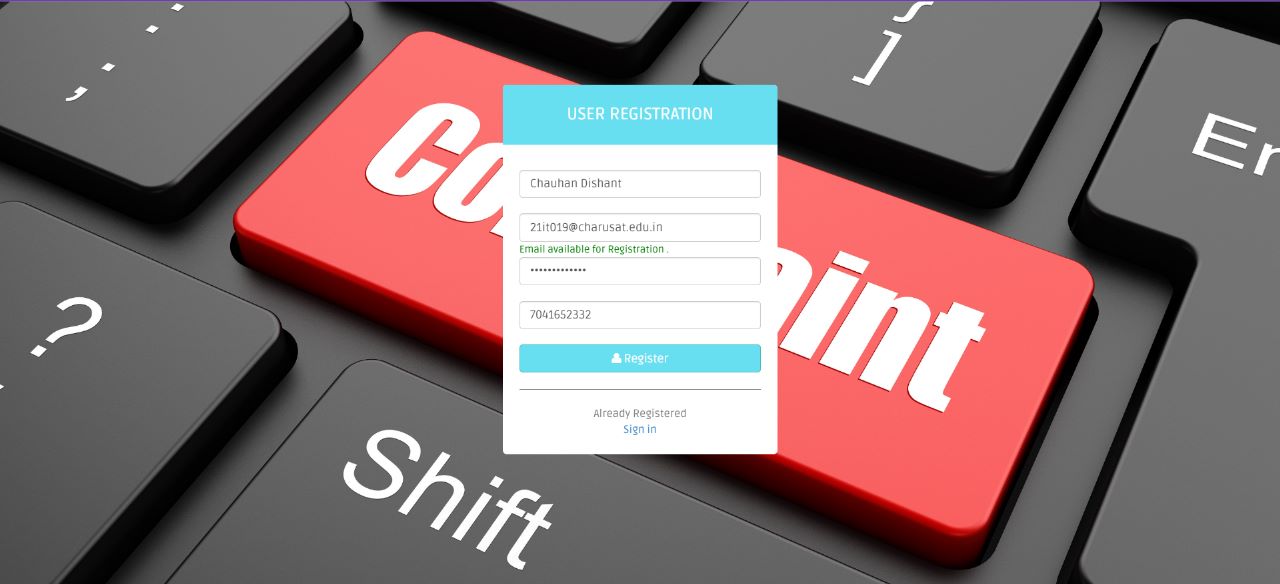 : ;
} ]
Co
USER REGISTRATION
Chauhan Dishant
21it019@charusat.edu.in
Email available for Registration .
•••••••••••••
7041652332
Register
Already Registered
Sign in
int
?
Shift